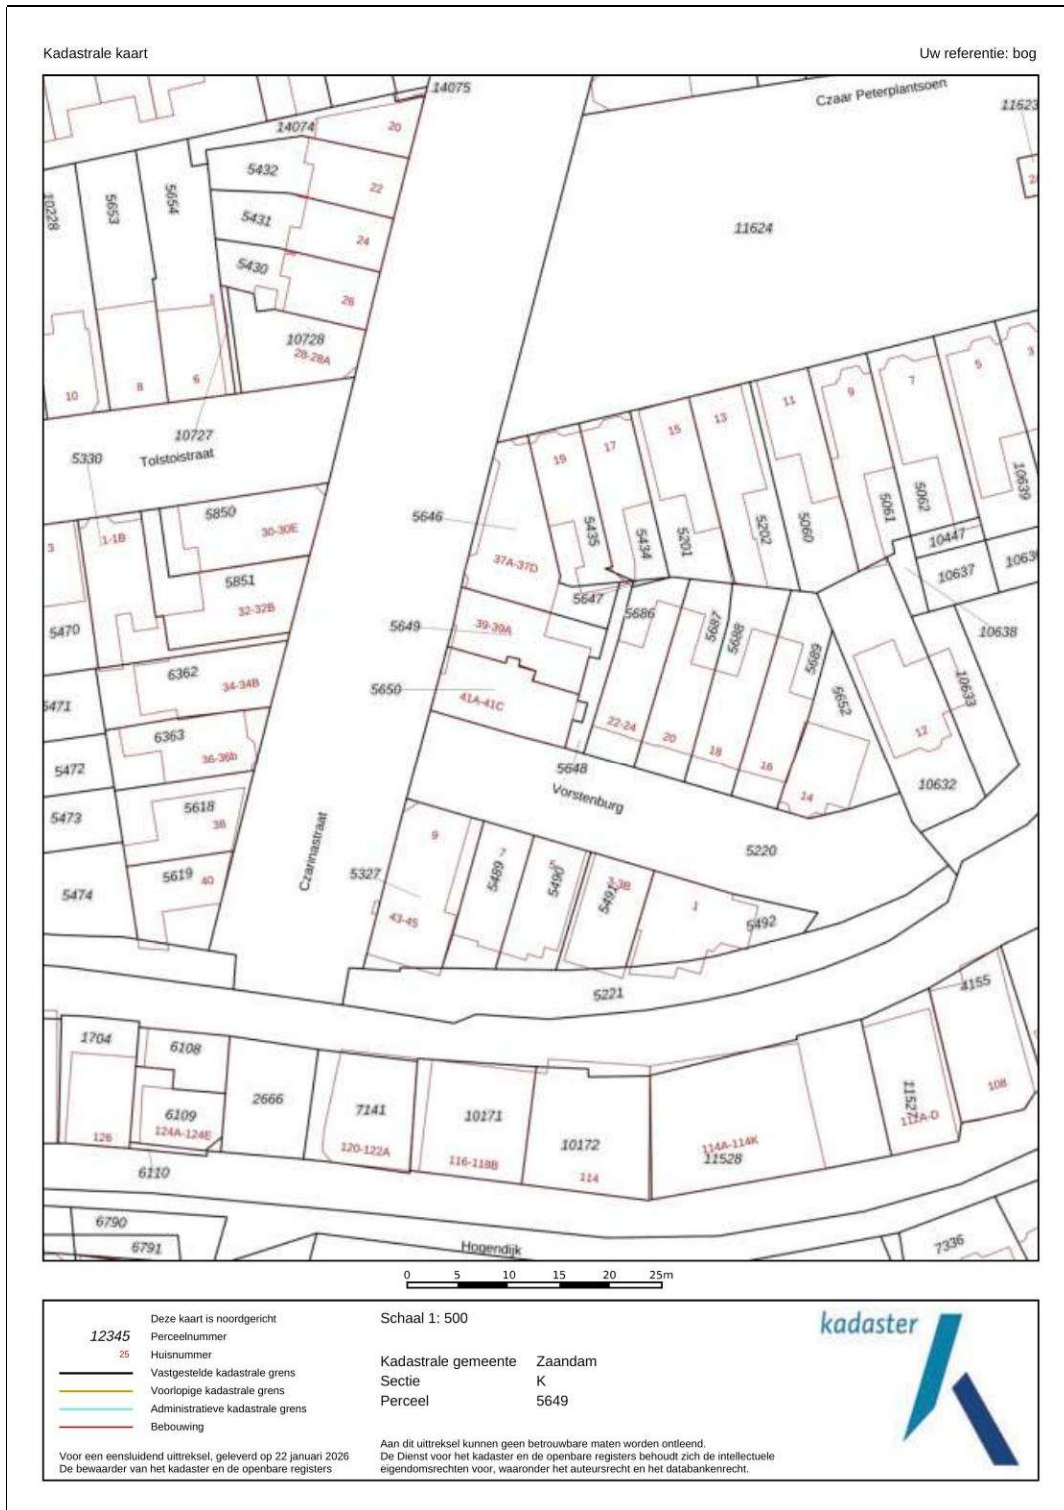 Kadastrale kaart
Uw referentie: bog
14075
Czaar Peterplantsoen
11623
14074
20
5432
22
10228
5653
5654
5431
24
11624
5430
26
10728
28-28A
3
5
7
9
11
10
8
6
13
15
17
19
10727
5330
Tolstoistraat
10639
5646
5850
30-30E
5435
5434
5201
5202
5060
5061
5062
10447
3
1-1B
37A-37D
10637
5851
32-32B
5647
5686
5687
5688
5470
5649
39-39A
10638
6362
34-34B
5689
5650
41A-41C
5652
10633
5471
6363
36-36b
22-24
20
18
16
12
5472
5648
10632
14
Vorstenburg
5473
5618
38
9
Czarinastraat
7
5
5220
5619
40
5327
5489
5490
5491
5474
43-45
1
5492
5221
4155
1704
6108
2666
7141
10171
10172
6109
108
126
124A-124E
120-122A
116-118B
114
114A-114K
11528
112A-D
6110
6790
6791
Hogendijk
7336
0 5 10 15 20 25m
Deze kaart is noordgericht
12345 Perceelnummer
25 Huisnummer
Vastgestelde kadastrale grens
Voorlopige kadastrale grens
Administratieve kadastrale grens
Bebouwing
Voor een eensluidend uittreksel, geleverd op 22 januari 2026
De bewaarder van het kadaster en de openbare registers
Schaal 1: 500
Kadastrale gemeente Zaandam
Sectie K
Perceel 5649
Aan dit uittreksel kunnen geen betrouwbare maten worden ontleend.
De Dienst voor het kadaster en de openbare registers behoudt zich de intellectuele
eigendomsrechten voor, waaronder het auteursrecht en het databankenrecht.
kadaster